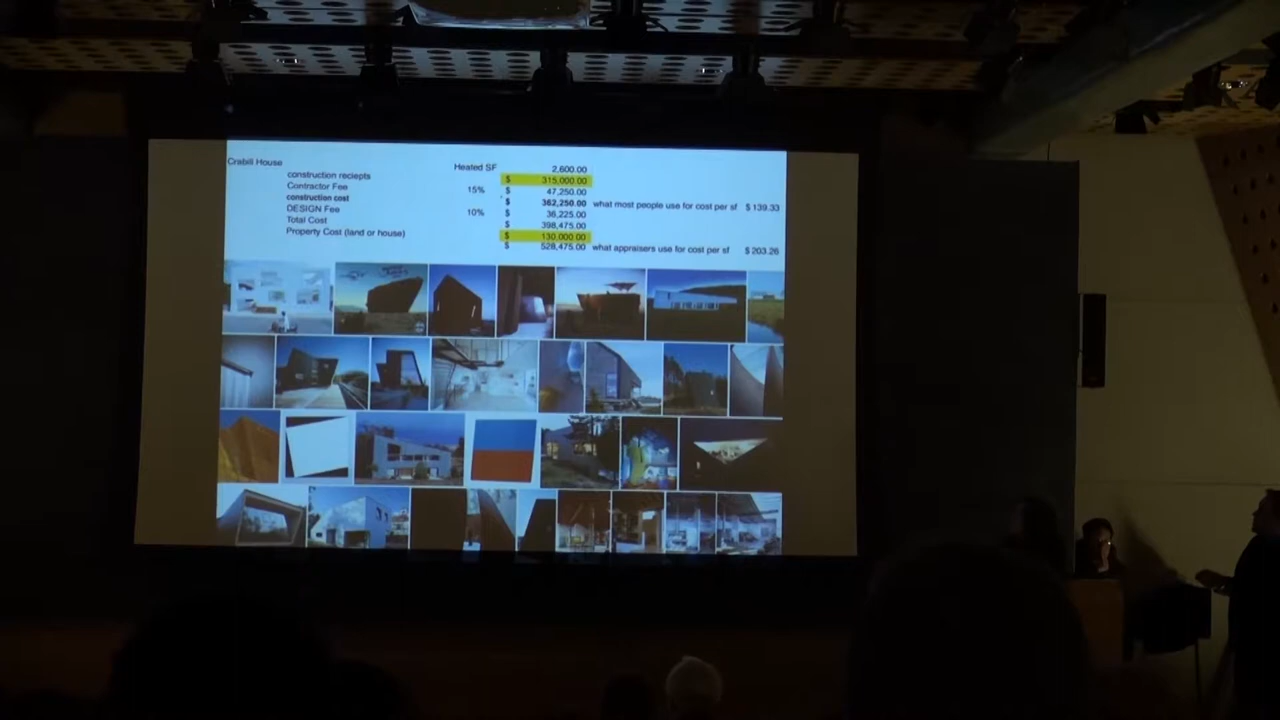 Crabill House Heated SF 2,600.00
construction reciepts $ 315,000.00
Contractor Fee 15% $ 47,250.00
construction cost $ 362,250.00 what most people use for cost per sf $ 139.33
DESIGN Fee 10% $ 36,225.00
Total Cost $ 398,475.00
Property Cost (land or house) $ 130,000.00
$ 528,475.00 what appraisers use for cost per sf $ 203.26